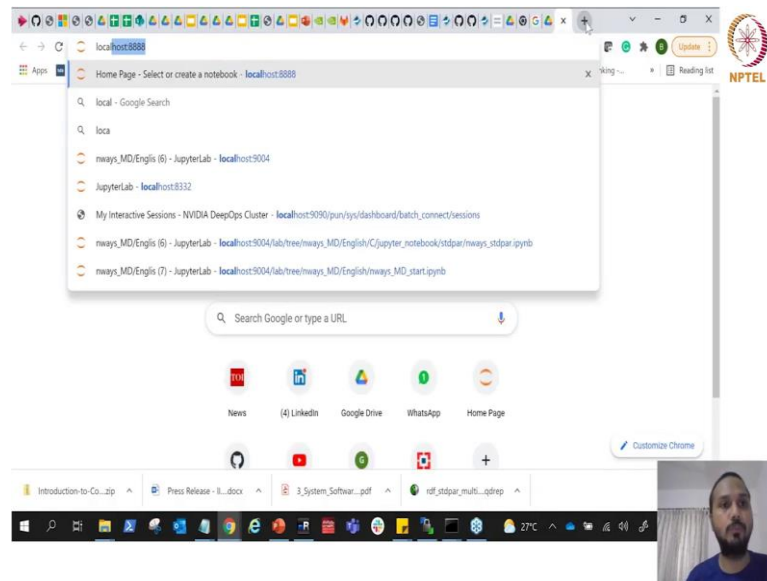 localhost:8888
Update
NPTEL
Apps
Home Page - Select or create a notebook - localhost:8888
Reading list
local - Google Search
loca
nways_MD/Englis (6) - JupyterLab - localhost:9004
JupyterLab - localhost:8332
My Interactive Sessions - NVIDIA DeepOps Cluster - localhost:9090/pun/sys/dashboard/batch_connect/sessions
nways_MD/Englis (6) - JupyterLab - localhost:9004/lab/tree/nways_MD/English/C/jupyter_notebook/stdpar/nways_stdpar.ipynb
nways_MD/Englis (7) - JupyterLab - localhost:9004/lab/tree/nways_MD/English/nways_MD_start.ipynb
Search Google or type a URL
TOI
News
(4) LinkedIn
Google Drive
WhatsApp
Home Page
Customize Chrome
Introduction-to-Co....zip
Press Release - II....docx
3_System_Softwar....pdf
rdf_stdpar_multi....qdrep
27°C